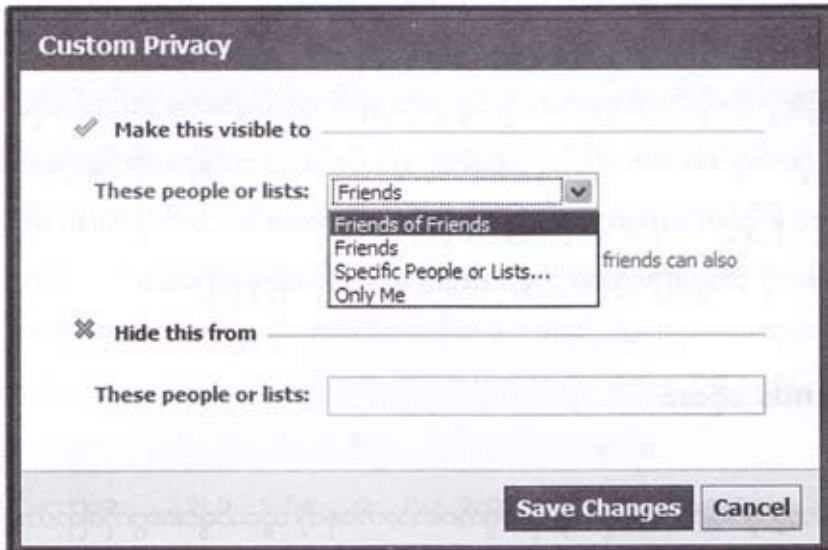 Custom Privacy
Make this visible to
These people or lists: Friends
Friends of Friends
Friends
Specific People or Lists...
friends can also
Only Me
Hide this from
These people or lists:
Save Changes Cancel